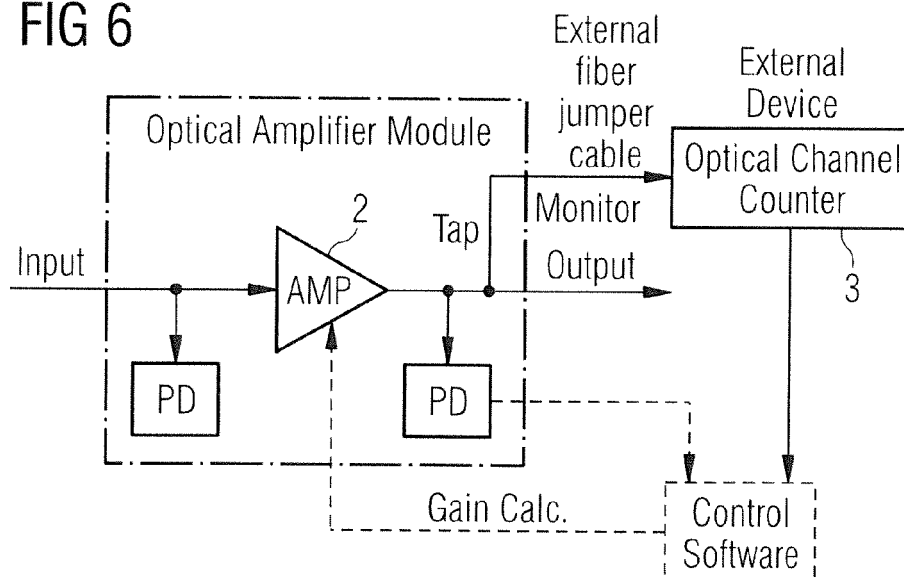 FIG 6
External
fiber
jumper
cable
External
Device
Optical Amplifier Module
Optical Channel
Counter
2
Tap
Monitor
3
Input
AMP
Output
PD
PD
Gain Calc.
Control
Software